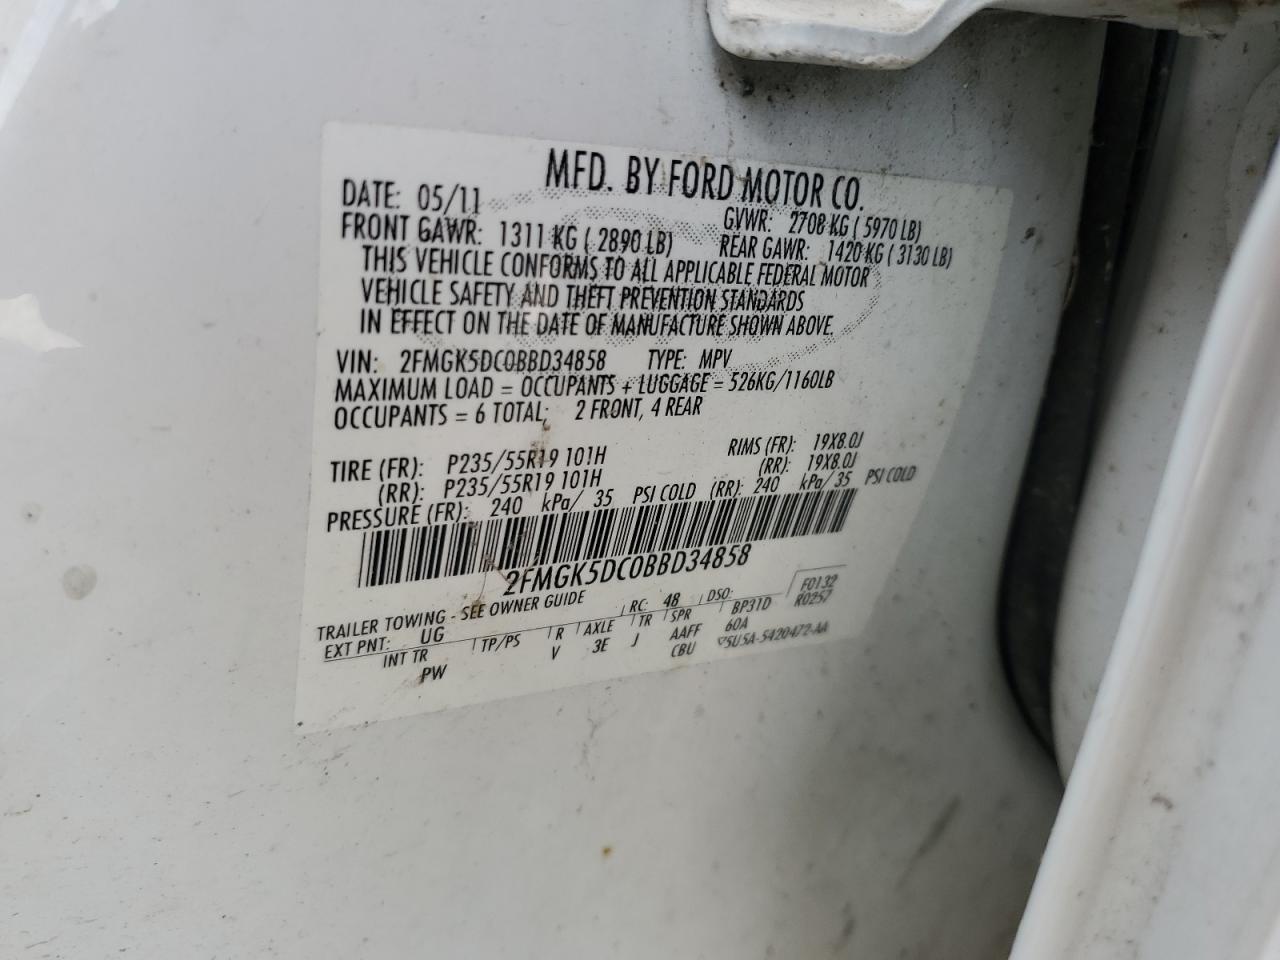 MFD. BY FORD MOTOR CO.
DATE: 05/11 GVWR: 2708 KG ( 5970 LB)
FRONT GAWR: 1311 KG ( 2890 LB) REAR GAWR: 1420 KG ( 3130 LB)
THIS VEHICLE CONFORMS TO ALL APPLICABLE FEDERAL MOTOR
VEHICLE SAFETY AND THEFT PREVENTION STANDARDS
IN EFFECT ON THE DATE OF MANUFACTURE SHOWN ABOVE.
VIN: 2FMGK5DC0BBD34858 TYPE: MPV
MAXIMUM LOAD = OCCUPANTS + LUGGAGE = 526KG/1160LB
OCCUPANTS = 6 TOTAL; 2 FRONT, 4 REAR
TIRE (FR): P235/55R19 101H RIMS (FR): 19X8.0J
(RR): P235/55R19 101H (RR): 19X8.0J
PRESSURE (FR): 240 kPa/ 35 PSI COLD (RR): 240 kPa/ 35 PSI COLD
2FMGK5DC0BBD34858
TRAILER TOWING - SEE OWNER GUIDE
F0132
EXT PNT: UG RC: 48 DSO: BP31D R0257
INT TR TP/PS R AXLE TR SPR 60A
PW V 3E J AAFF
CBU 5U5A-5420472-AA